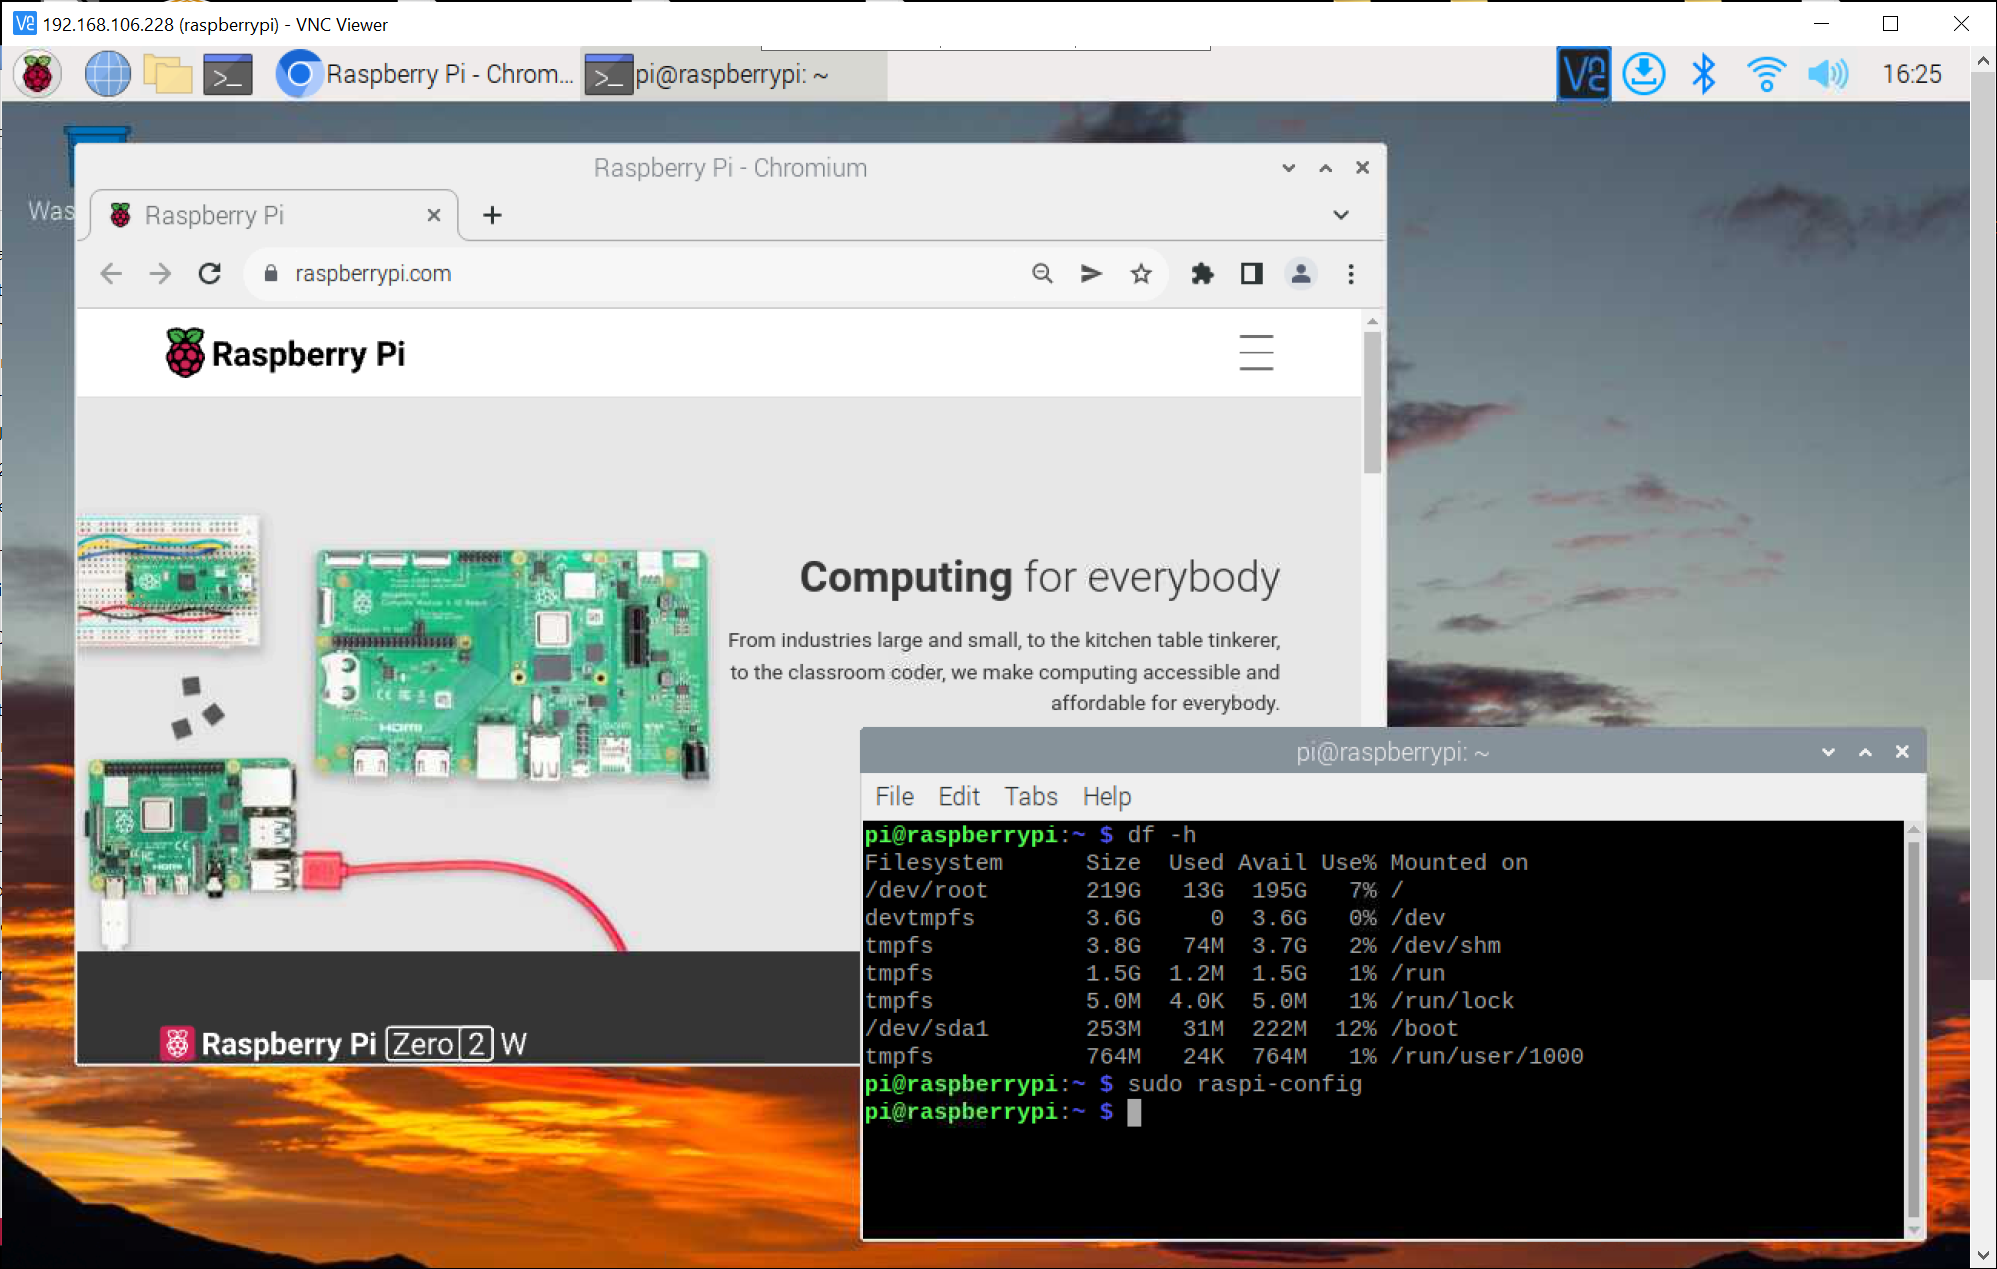 192.168.106.228 (raspberrypi) - VNC Viewer
Raspberry Pi - Chrom...
pi@raspberrypi: ~
16:25
Was
Raspberry Pi - Chromium
Raspberry Pi
raspberrypi.com
Raspberry Pi
Computing for everybody
From industries large and small, to the kitchen table tinkerer,
to the classroom coder, we make computing accessible and
affordable for everybody.
HDMI
Raspberry Pi Zero 2 W
pi@raspberrypi: ~
File Edit Tabs Help
pi@raspberrypi:~ $ df -h
Filesystem Size Used Avail Use% Mounted on
/dev/root 219G 13G 195G 7% /
devtmpfs 3.6G 0 3.6G 0% /dev
tmpfs 3.8G 74M 3.7G 2% /dev/shm
tmpfs 1.5G 1.2M 1.5G 1% /run
tmpfs 5.0M 4.0K 5.0M 1% /run/lock
/dev/sda1 253M 31M 222M 12% /boot
tmpfs 764M 24K 764M 1% /run/user/1000
pi@raspberrypi:~ $ sudo raspi-config
pi@raspberrypi:~ $